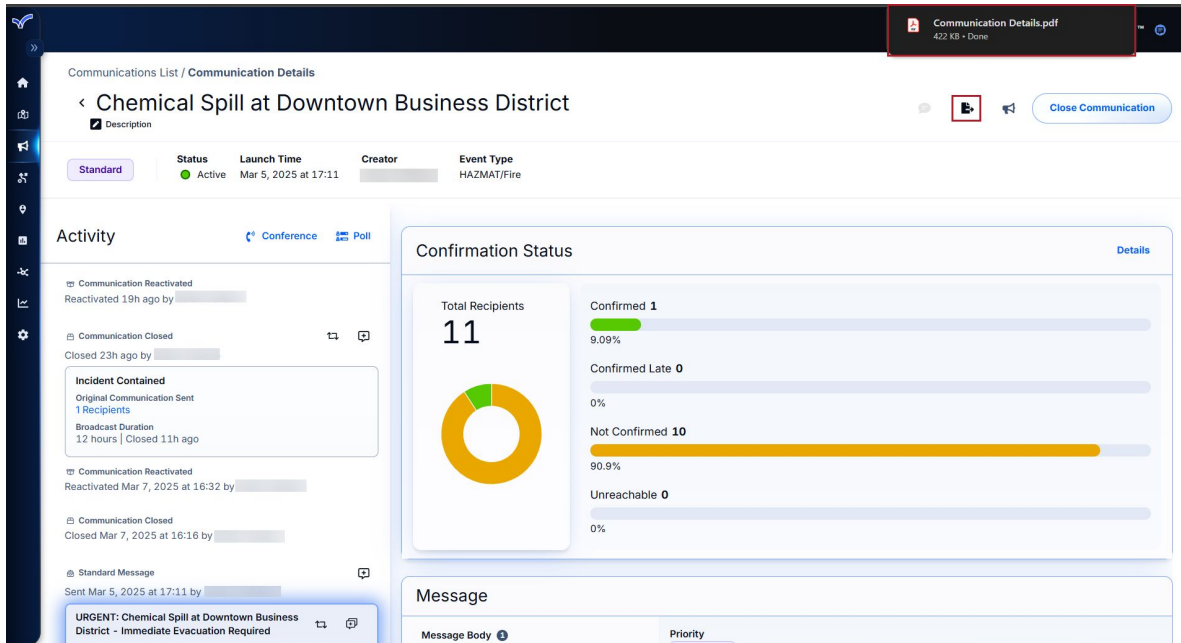 Communication Details.pdf
422 KB • Done
™
Communications List / Communication Details
Chemical Spill at Downtown Business District
Description
Close Communication
Standard
Status
Active
Launch Time
Mar 5, 2025 at 17:11
Creator
Event Type
HAZMAT/Fire
Activity
Conference
Poll
Communication Reactivated
Reactivated 19h ago by
Communication Closed
Closed 23h ago by
Incident Contained
Original Communication Sent
1 Recipients
Broadcast Duration
12 hours | Closed 11h ago
Communication Reactivated
Reactivated Mar 7, 2025 at 16:32 by
Communication Closed
Closed Mar 7, 2025 at 16:16 by
Standard Message
Sent Mar 5, 2025 at 17:11 by
URGENT: Chemical Spill at Downtown Business
District - Immediate Evacuation Required
Confirmation Status
Details
Total Recipients
11
Confirmed 1
9.09%
Confirmed Late 0
0%
Not Confirmed 10
90.9%
Unreachable 0
0%
Message
Message Body 1
Priority